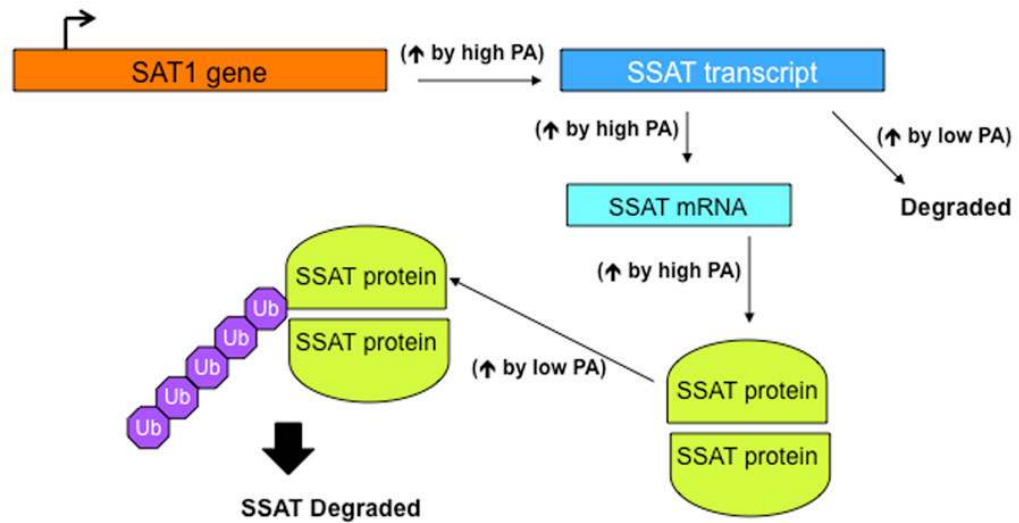 SAT1 gene
(↑ by high PA)
SSAT transcript
(↑ by high PA)
(↑ by low PA)
Degraded
SSAT mRNA
(↑ by high PA)
SSAT protein
SSAT protein
Ub
Ub
Ub
Ub
Ub
(↑ by low PA)
SSAT protein
SSAT protein
SSAT Degraded